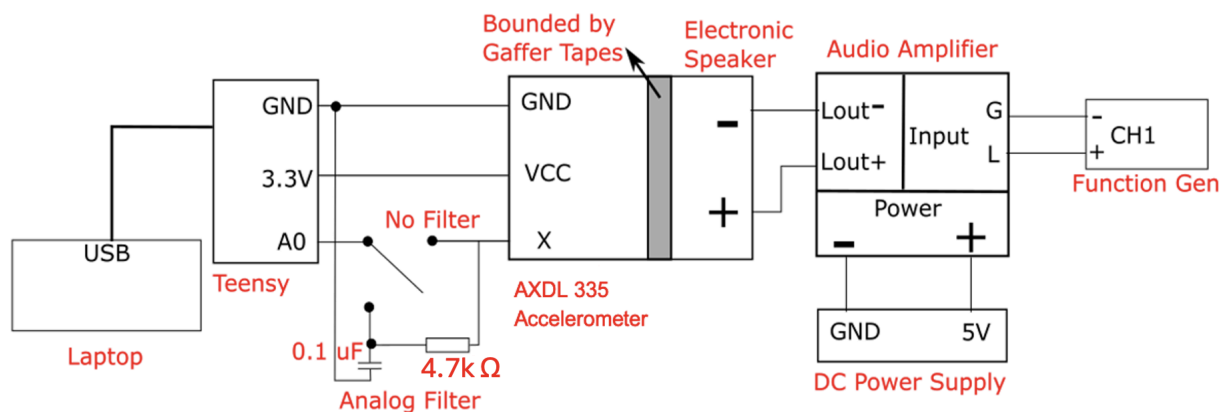 Bounded by
Gaffer Tapes
Electronic
Speaker
Audio Amplifier
GND
GND
Lout-
Input
G
-
CH1
-
Lout+
L
+
3.3V
VCC
Function Gen
No Filter
+
Power
A0
X
-
+
USB
Teensy
AXDL 335
Accelerometer
GND
5V
Laptop
0.1 uF
4.7k Ω
DC Power Supply
Analog Filter